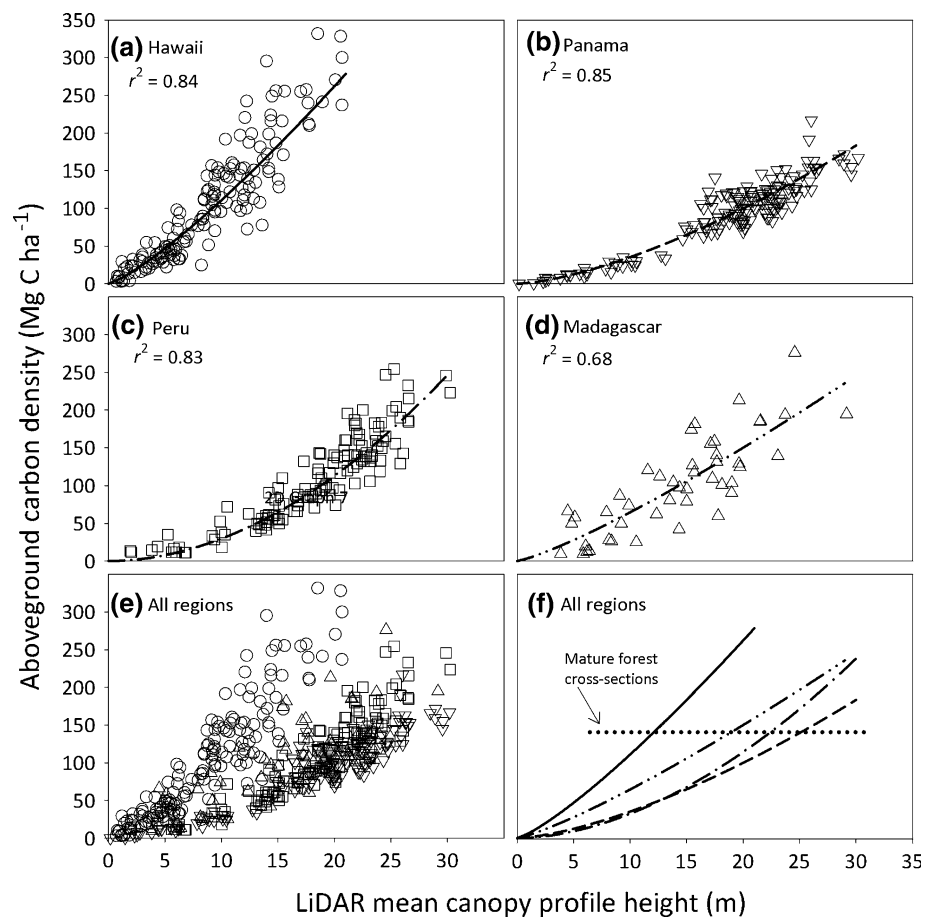 Aboveground carbon density (Mg C ha⁻¹)
350
300
250
200
150
100
50
0
(a) Hawaii
r² = 0.84
(b) Panama
r² = 0.85
300
250
200
150
100
50
0
(c) Peru
r² = 0.83
(d) Madagascar
r² = 0.68
300
250
200
150
100
50
0
(e) All regions
(f) All regions
Mature forest
cross-sections
0 5 10 15 20 25 30
0 5 10 15 20 25 30 35
LiDAR mean canopy profile height (m)